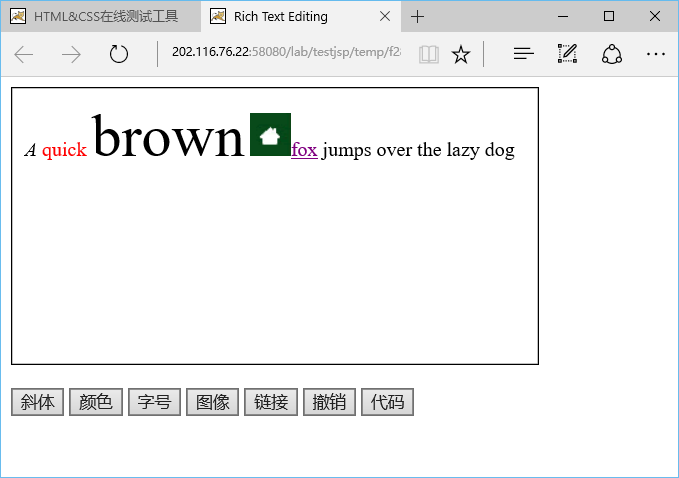 HTML&CSS在线测试工具
Rich Text Editing
202.116.76.22:58080/lab/testjsp/temp/f28
A quick brown fox jumps over the lazy dog
斜体 颜色 字号 图像 链接 撤销 代码